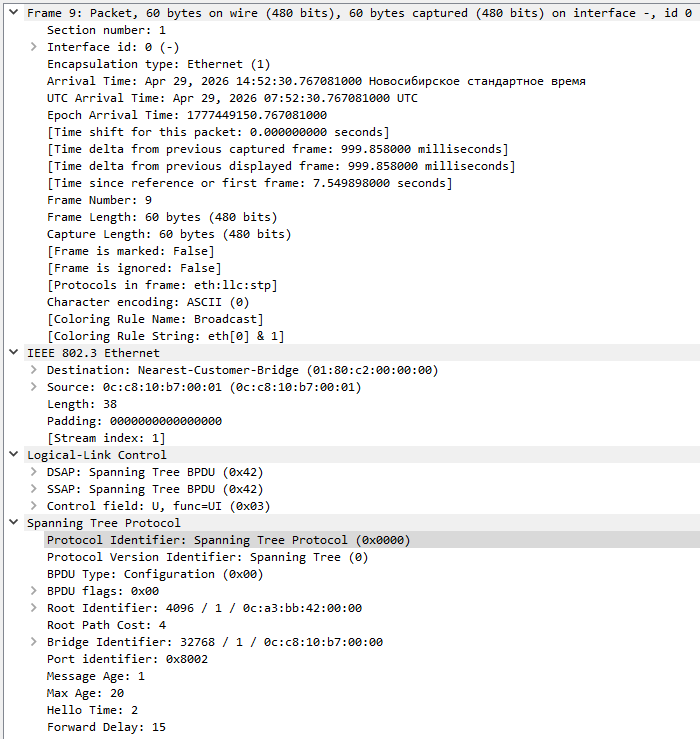 Frame 9: Packet, 60 bytes on wire (480 bits), 60 bytes captured (480 bits) on interface -, id 0
Section number: 1
Interface id: 0 (-)
Encapsulation type: Ethernet (1)
Arrival Time: Apr 29, 2026 14:52:30.767081000 Новосибирское стандартное время
UTC Arrival Time: Apr 29, 2026 07:52:30.767081000 UTC
Epoch Arrival Time: 1777449150.767081000
[Time shift for this packet: 0.000000000 seconds]
[Time delta from previous captured frame: 999.858000 milliseconds]
[Time delta from previous displayed frame: 999.858000 milliseconds]
[Time since reference or first frame: 7.549898000 seconds]
Frame Number: 9
Frame Length: 60 bytes (480 bits)
Capture Length: 60 bytes (480 bits)
[Frame is marked: False]
[Frame is ignored: False]
[Protocols in frame: eth:llc:stp]
Character encoding: ASCII (0)
[Coloring Rule Name: Broadcast]
[Coloring Rule String: eth[0] & 1]
IEEE 802.3 Ethernet
Destination: Nearest-Customer-Bridge (01:80:c2:00:00:00)
Source: 0c:c8:10:b7:00:01 (0c:c8:10:b7:00:01)
Length: 38
Padding: 0000000000000000
[Stream index: 1]
Logical-Link Control
DSAP: Spanning Tree BPDU (0x42)
SSAP: Spanning Tree BPDU (0x42)
Control field: U, func=UI (0x03)
Spanning Tree Protocol
Protocol Identifier: Spanning Tree Protocol (0x0000)
Protocol Version Identifier: Spanning Tree (0)
BPDU Type: Configuration (0x00)
BPDU flags: 0x00
Root Identifier: 4096 / 1 / 0c:a3:bb:42:00:00
Root Path Cost: 4
Bridge Identifier: 32768 / 1 / 0c:c8:10:b7:00:00
Port identifier: 0x8002
Message Age: 1
Max Age: 20
Hello Time: 2
Forward Delay: 15